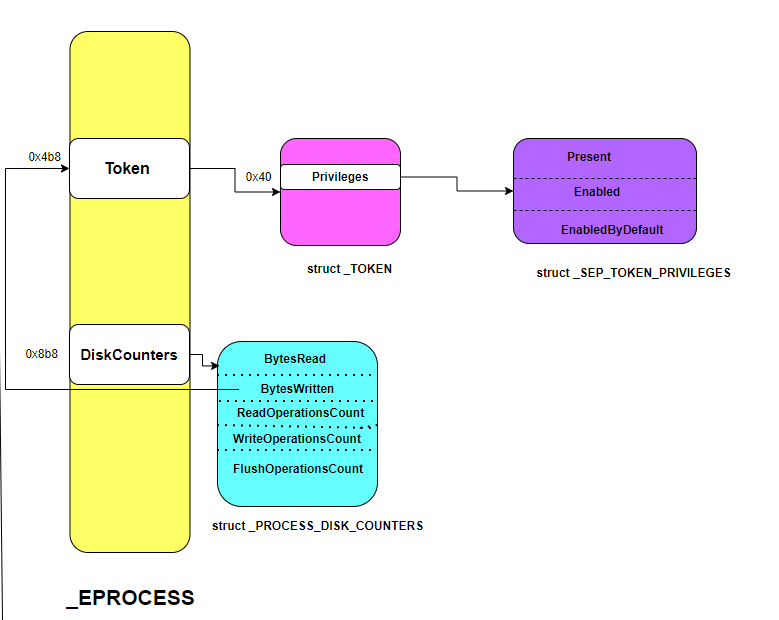 0x4b8
Token
0x40
Privileges
Present
Enabled
EnabledByDefault
struct _TOKEN
struct _SEP_TOKEN_PRIVILEGES
0x8b8
DiskCounters
BytesRead
BytesWritten
ReadOperationsCount
WriteOperationsCount
FlushOperationsCount
struct _PROCESS_DISK_COUNTERS
_EPROCESS